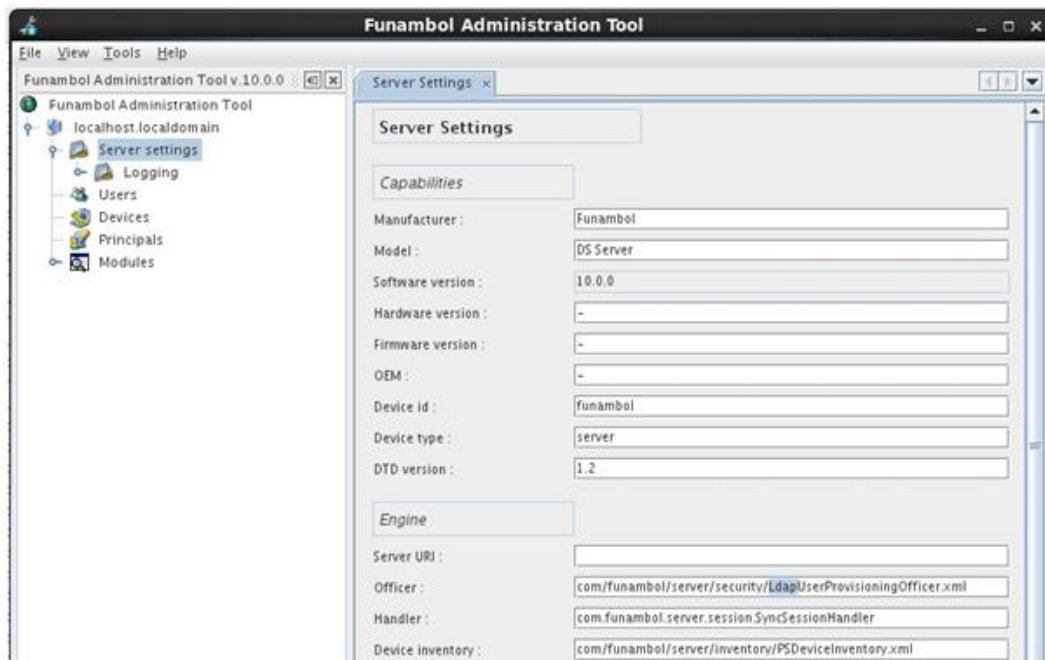 Funambol Administration Tool
File View Tools Help
Funambol Administration Tool v.10.0.0
Funambol Administration Tool
localhost.localdomain
Server settings
Logging
Users
Devices
Principals
Modules
Server Settings
Server Settings
Capabilities
Manufacturer : Funambol
Model : DS Server
Software version : 10.0.0
Hardware version : -
Firmware version : -
OEM : -
Device id : funambol
Device type : server
DTD version : 1.2
Engine
Server URI :
Officer : com/funambol/server/security/LdapUserProvisioningOfficer.xml
Handler : com.funambol.server.session.SyncSessionHandler
Device inventory : com/funambol/server/inventory/PSDeviceInventory.xml